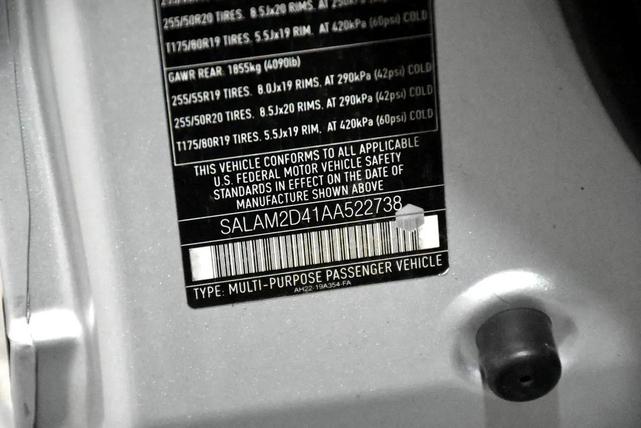 255/50R20 TIRES. 8.5Jx20 RIMS, AT 250kPa
T175/80R19 TIRES. 5.5Jx19 RIM, AT 420kPa (60psi) COLD
GAWR REAR. 1855kg (4090lb)
255/55R19 TIRES. 8.0Jx19 RIMS, AT 290kPa (42psi) COLD
255/50R20 TIRES. 8.5Jx20 RIMS, AT 290kPa (42psi) COLD
T175/80R19 TIRES. 5.5Jx19 RIM, AT 420kPa (60psi) COLD
THIS VEHICLE CONFORMS TO ALL APPLICABLE
U.S. FEDERAL MOTOR VEHICLE SAFETY
STANDARDS IN EFFECT ON THE DATE OF
MANUFACTURE SHOWN ABOVE
SALAM2D41AA522738
TYPE: MULTI-PURPOSE PASSENGER VEHICLE
AH22-19A354-FA